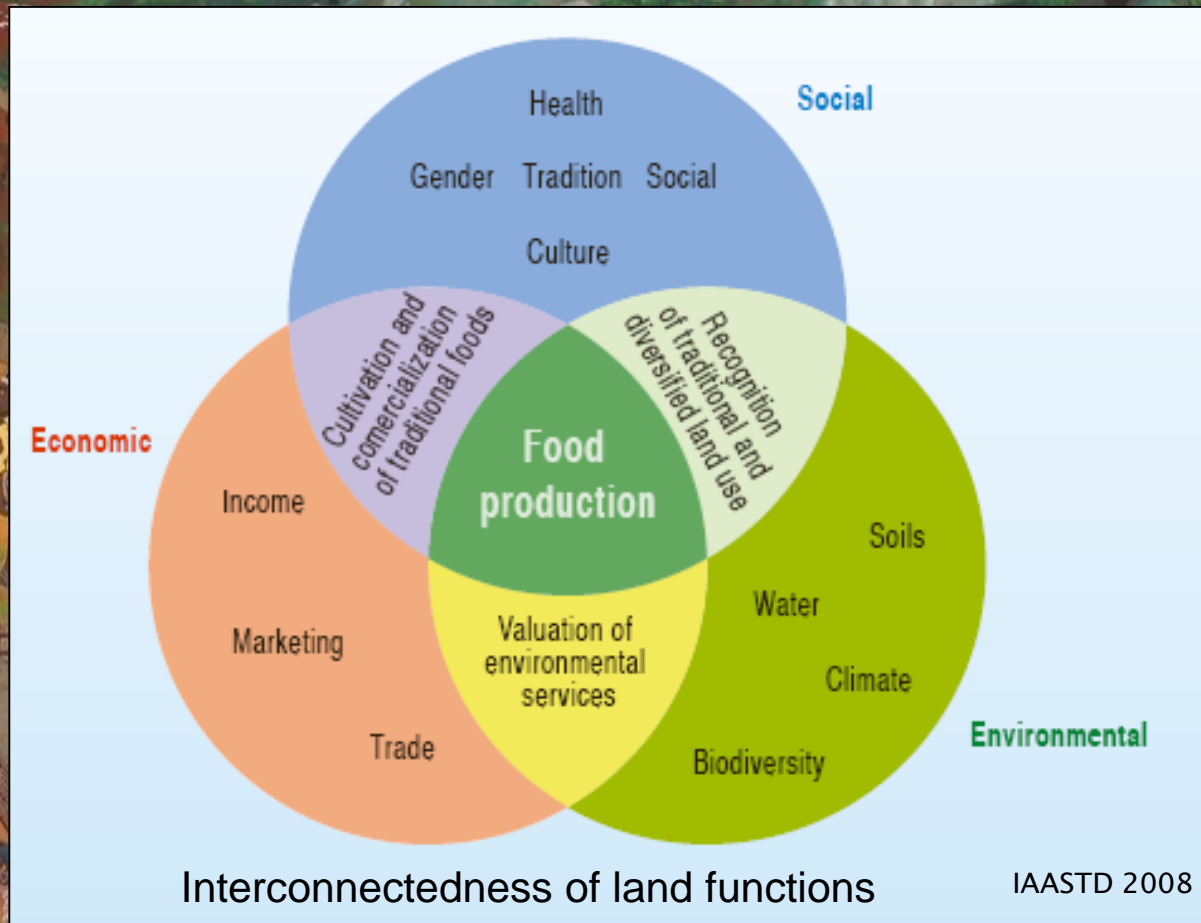 Health
Social
Gender Tradition Social
Culture
Cultivation and
comercialization
of traditional foods
Recognition
of traditional and
diversified land use
Economic
Food
production
Income
Soils
Water
Marketing
Valuation of
environmental
services
Climate
Trade
Biodiversity
Environmental
Interconnectedness of land functions
IAASTD 2008